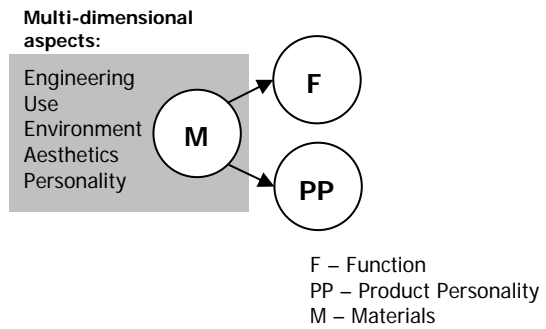 Multi-dimensional
aspects:
Engineering
Use
Environment
Aesthetics
Personality
M
F
PP
F – Function
PP – Product Personality
M – Materials